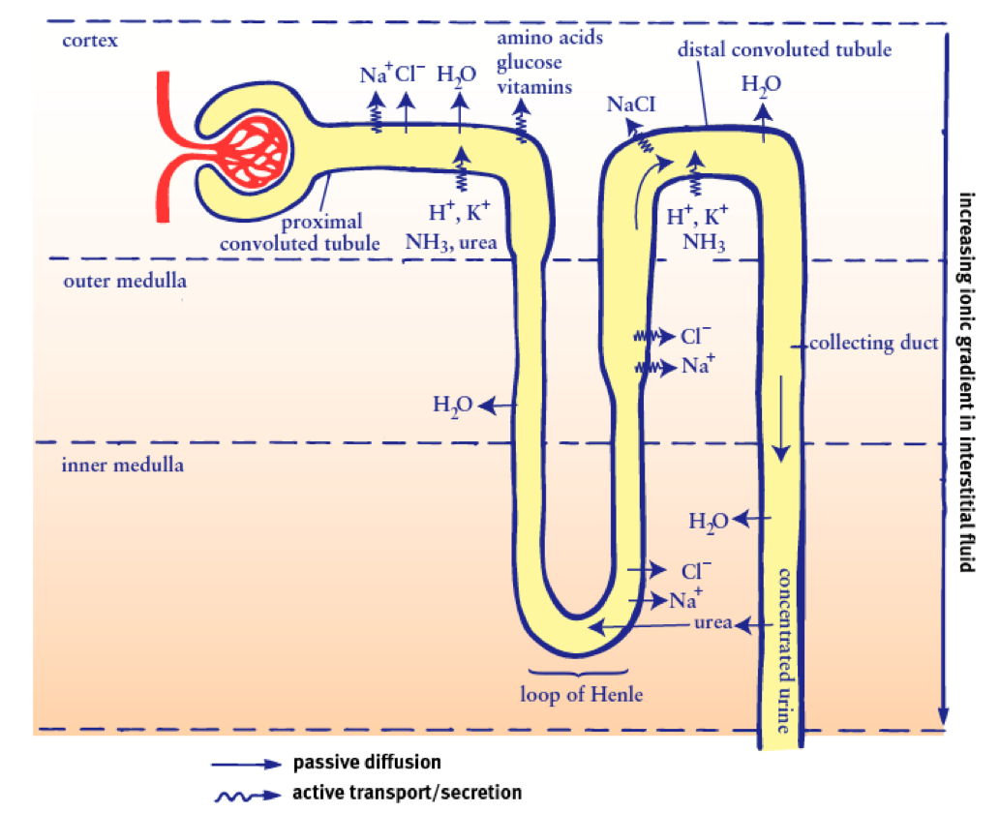 cortex
Na⁺ Cl⁻ H₂O
amino acids
glucose
vitamins
distal convoluted tubule
NaCl
H₂O
proximal
convoluted tubule
H⁺, K⁺
NH₃, urea
H⁺, K⁺
NH₃
outer medulla
Cl⁻
Na⁺
collecting duct
H₂O
inner medulla
H₂O
Cl⁻
Na⁺
urea
concentrated urine
loop of Henle
increasing ionic gradient in interstitial fluid
passive diffusion
active transport/secretion